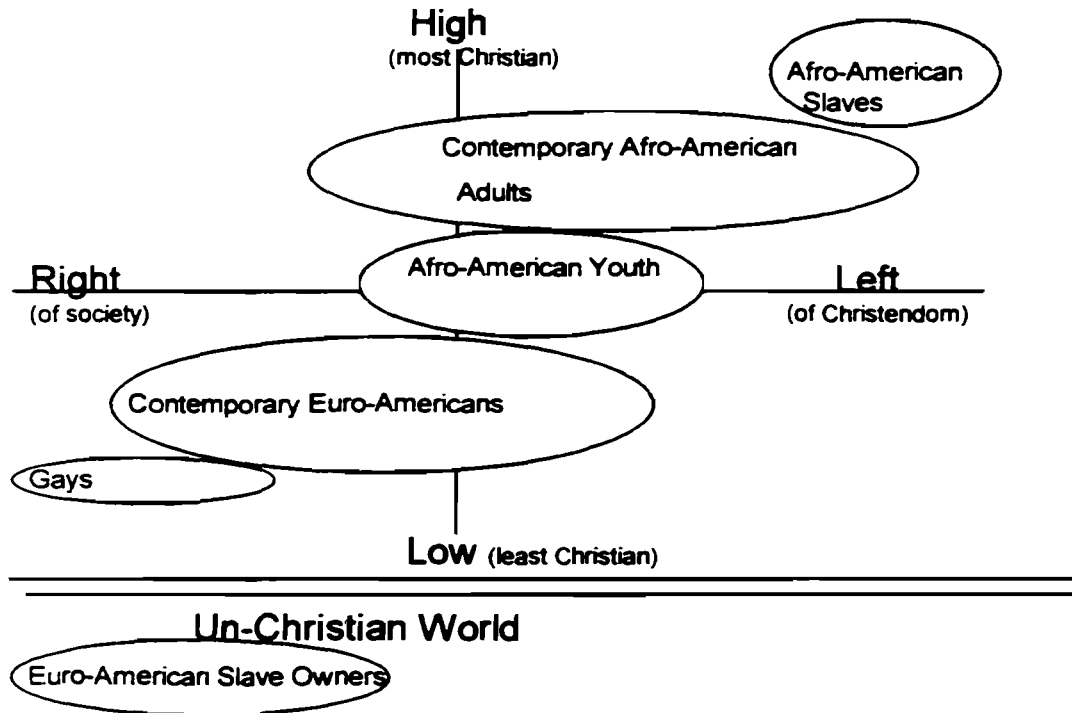 High
(most Christian)
Afro-American
Slaves
Contemporary Afro-American
Adults
Afro-American Youth
Right
(of society)
Left
(of Christendom)
Contemporary Euro-Americans
Gays
Low (least Christian)
Un-Christian World
Euro-American Slave Owners